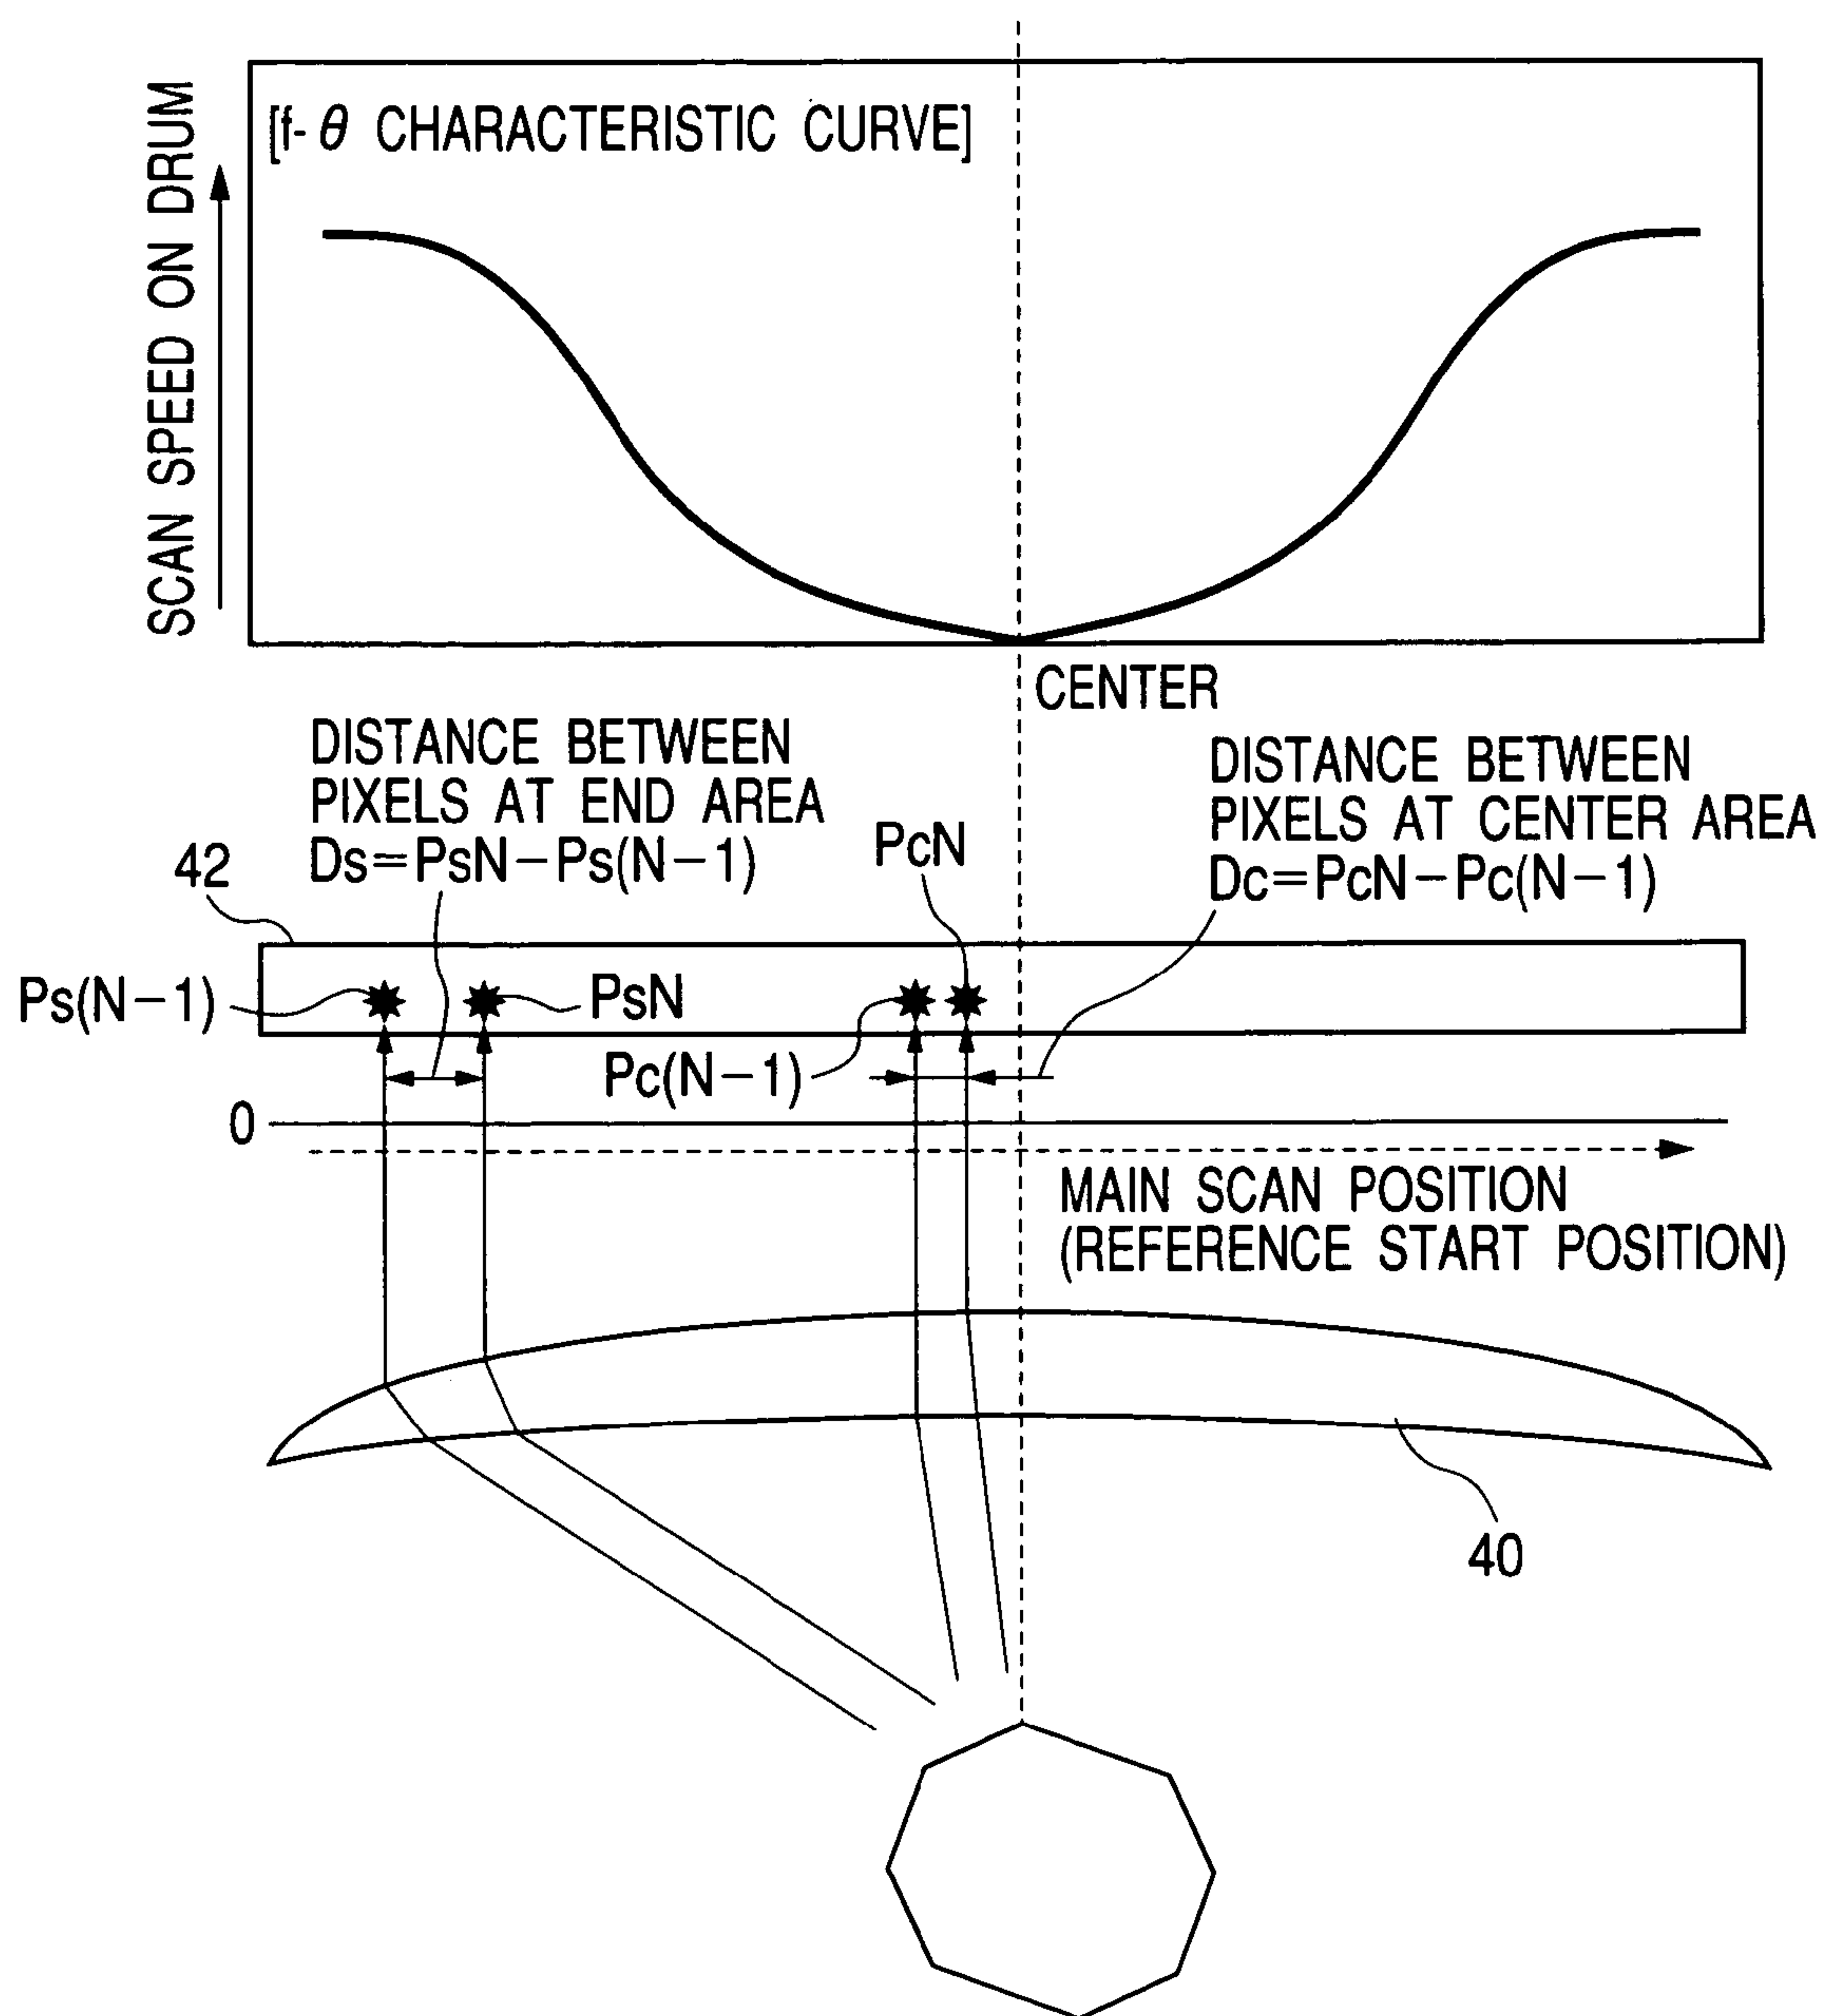 [f-θ CHARACTERISTIC CURVE]
SCAN SPEED ON DRUM
CENTER
DISTANCE BETWEEN
PIXELS AT END AREA
Ds=PsN−Ps(N−1)
DISTANCE BETWEEN
PIXELS AT CENTER AREA
Dc=PcN−Pc(N−1)
PcN
42
Ps(N−1)
PsN
Pc(N−1)
0
MAIN SCAN POSITION
(REFERENCE START POSITION)
40